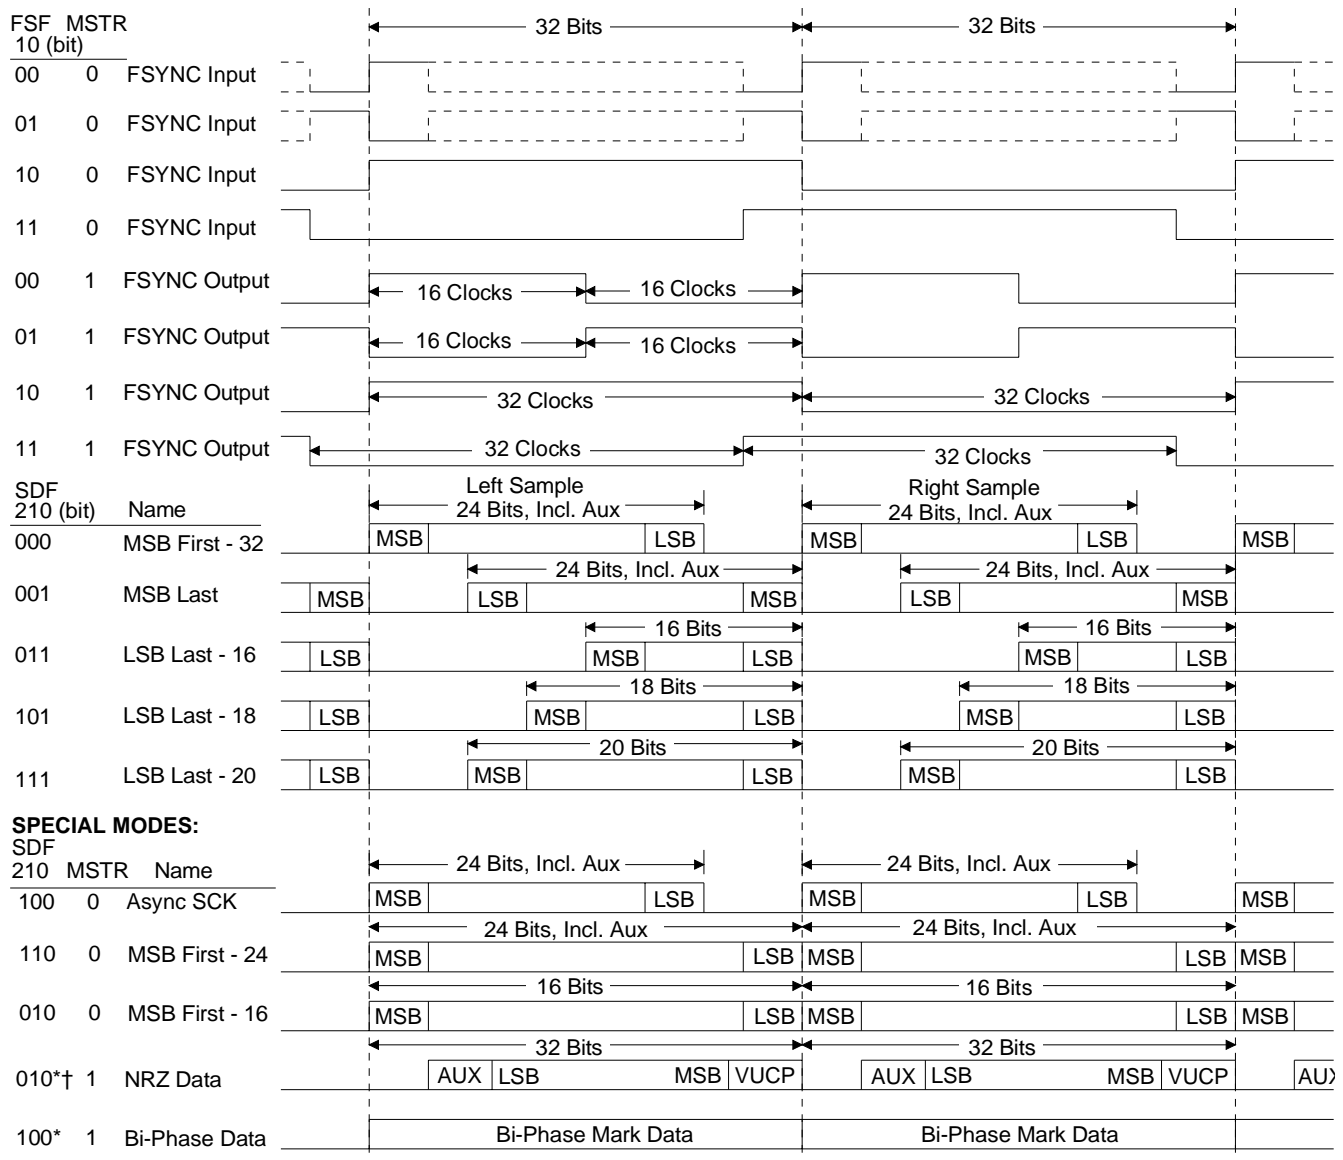 FSF MSTR
10 (bit)
32 Bits 32 Bits
00 0 FSYNC Input
01 0 FSYNC Input
10 0 FSYNC Input
11 0 FSYNC Input
00 1 FSYNC Output 16 Clocks 16 Clocks
01 1 FSYNC Output 16 Clocks 16 Clocks
10 1 FSYNC Output 32 Clocks 32 Clocks
11 1 FSYNC Output 32 Clocks 32 Clocks
SDF Left Sample Right Sample
210 (bit) Name 24 Bits, Incl. Aux 24 Bits, Incl. Aux
000 MSB First - 32 MSB LSB MSB LSB MSB
24 Bits, Incl. Aux 24 Bits, Incl. Aux
001 MSB Last MSB LSB MSB LSB MSB
16 Bits 16 Bits
011 LSB Last - 16 LSB MSB LSB MSB LSB
18 Bits 18 Bits
101 LSB Last - 18 LSB MSB LSB MSB LSB
20 Bits 20 Bits
111 LSB Last - 20 LSB MSB LSB MSB LSB
SPECIAL MODES:
SDF
210 MSTR Name 24 Bits, Incl. Aux 24 Bits, Incl. Aux
100 0 Async SCK MSB LSB MSB LSB MSB
24 Bits, Incl. Aux 24 Bits, Incl. Aux
110 0 MSB First - 24 MSB LSB MSB LSB MSB
16 Bits 16 Bits
010 0 MSB First - 16 MSB LSB MSB LSB MSB
32 Bits 32 Bits
010*† 1 NRZ Data AUX LSB MSB VUCP AUX LSB MSB VUCP AUX
100* 1 Bi-Phase Data Bi-Phase Mark Data Bi-Phase Mark Data